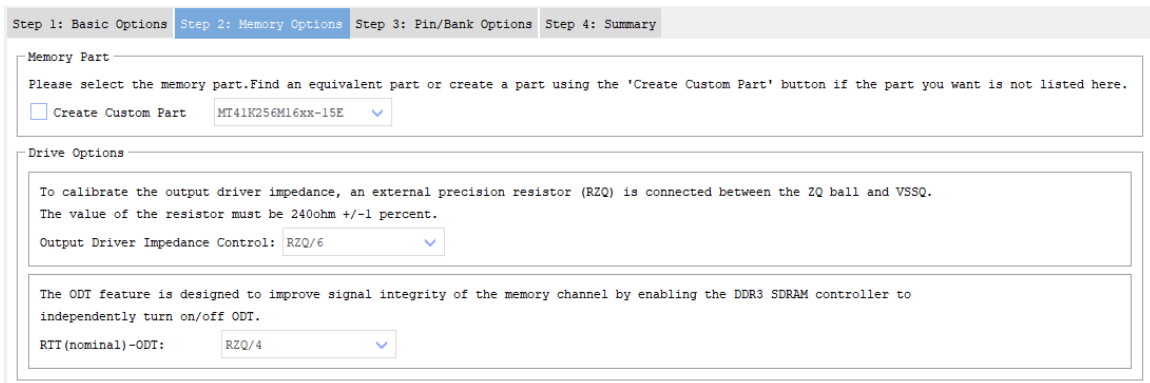 Step 1: Basic Options Step 2: Memory Options Step 3: Pin/Bank Options Step 4: Summary
Memory Part
Please select the memory part.Find an equivalent part or create a part using the 'Create Custom Part' button if the part you want is not listed here.
Create Custom Part MT41K256M16xx-15E
Drive Options
To calibrate the output driver impedance, an external precision resistor (RZQ) is connected between the ZQ ball and VSSQ.
The value of the resistor must be 240ohm +/-1 percent.
Output Driver Impedance Control: RZQ/6
The ODT feature is designed to improve signal integrity of the memory channel by enabling the DDR3 SDRAM controller to
independently turn on/off ODT.
RTT(nominal)-ODT: RZQ/4